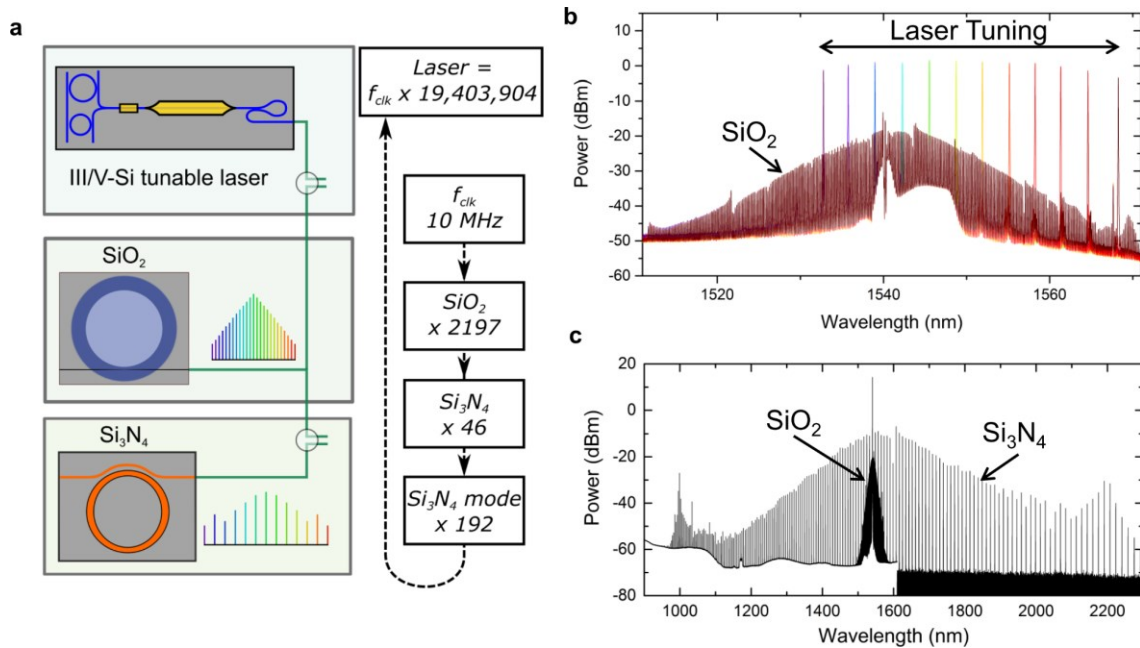 a
III/V-Si tunable laser
SiO₂
Si₃N₄
Laser =
f_clk x 19,403,904
f_clk
10 MHz
SiO₂
x 2197
Si₃N₄
x 46
Si₃N₄ mode
x 192
b
Laser Tuning
SiO₂
10
0
-10
-20
-30
-40
-50
-60
Power (dBm)
1520
1540
1560
Wavelength (nm)
c
SiO₂
Si₃N₄
20
0
-20
-40
-60
-80
Power (dBm)
1000
1200
1400
1600
1800
2000
2200
Wavelength (nm)